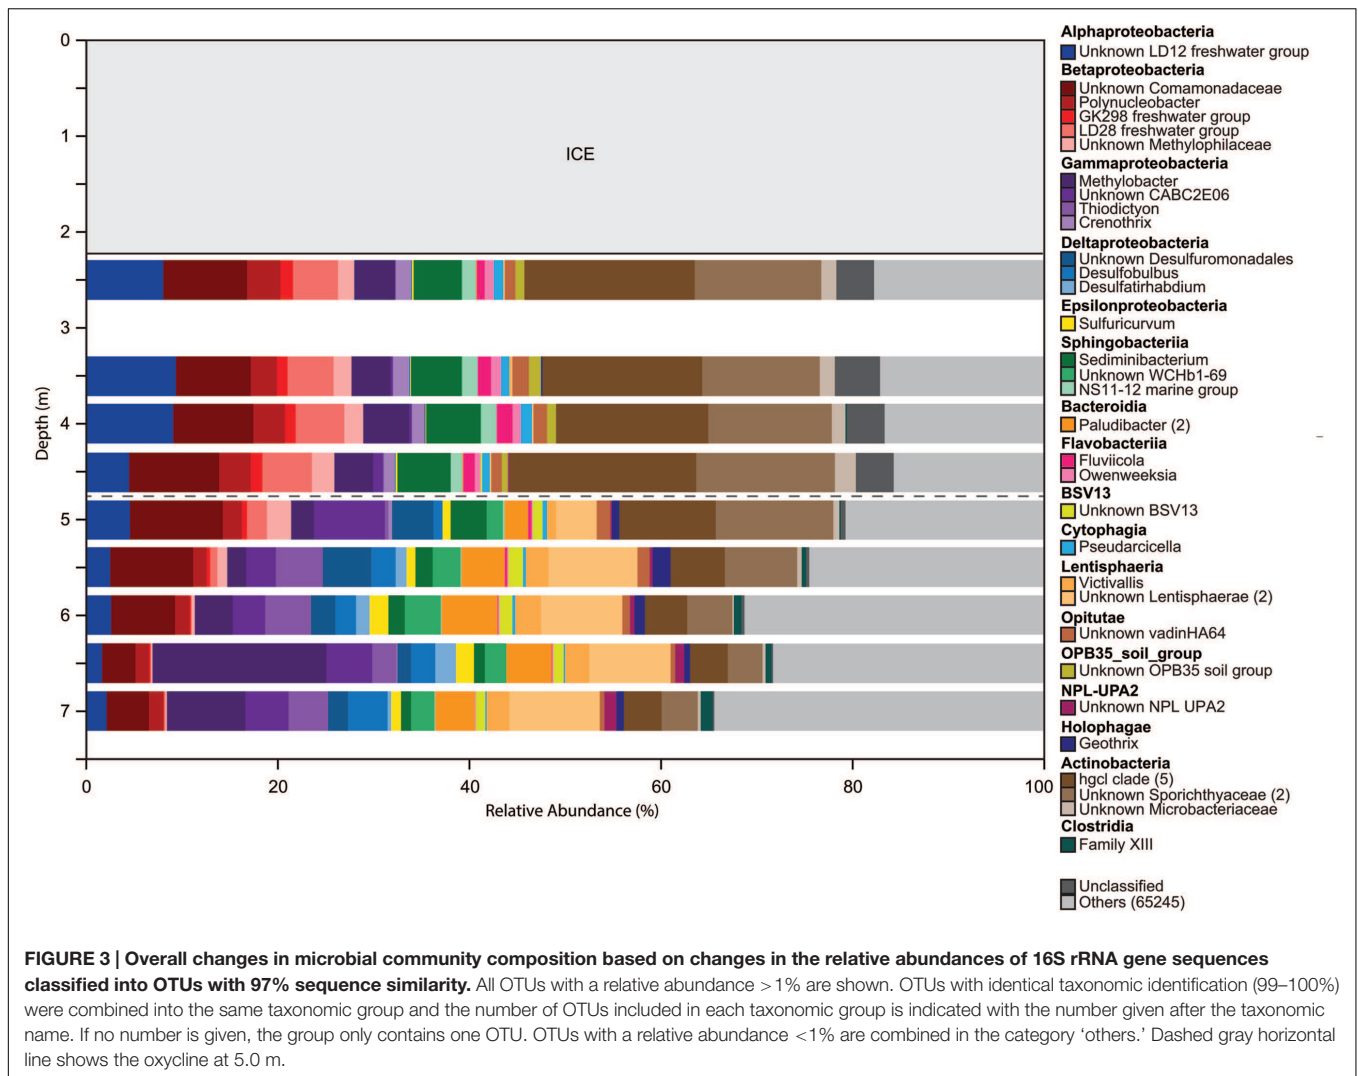 0
1
2
3
4
5
6
7
Depth (m)
ICE
0
20
40
60
80
100
Relative Abundance (%)
Alphaproteobacteria
Unknown LD12 freshwater group
Betaproteobacteria
Unknown Comamonadaceae
Polynucleobacter
GK298 freshwater group
LD28 freshwater group
Unknown Methylophilaceae
Gammaproteobacteria
Methylobacter
Unknown CABC2E06
Thiodictyon
Crenothrix
Deltaproteobacteria
Unknown Desulfuromonadales
Desulfobulbus
Desulfatirhabdium
Epsilonproteobacteria
Sulfuricurvum
Sphingobacteriia
Sediminibacterium
Unknown WCHb1-69
NS11-12 marine group
Bacteroidia
Paludibacter (2)
Flavobacteriia
Fluviicola
Owenweeksia
BSV13
Unknown BSV13
Cytophagia
Pseudarcicella
Lentisphaeria
Victivallis
Unknown Lentisphaerae (2)
Opitutae
Unknown vadinHA64
OPB35_soil_group
Unknown OPB35 soil group
NPL-UPA2
Unknown NPL UPA2
Holophagae
Geothrix
Actinobacteria
hgcI clade (5)
Unknown Sporichthyaceae (2)
Unknown Microbacteriaceae
Clostridia
Family XIII
Unclassified
Others (65245)
FIGURE 3 | Overall changes in microbial community composition based on changes in the relative abundances of 16S rRNA gene sequences
classified into OTUs with 97% sequence similarity. All OTUs with a relative abundance >1% are shown. OTUs with identical taxonomic identification (99–100%)
were combined into the same taxonomic group and the number of OTUs included in each taxonomic group is indicated with the number given after the taxonomic
name. If no number is given, the group only contains one OTU. OTUs with a relative abundance <1% are combined in the category ‘others.’ Dashed gray horizontal
line shows the oxycline at 5.0 m.